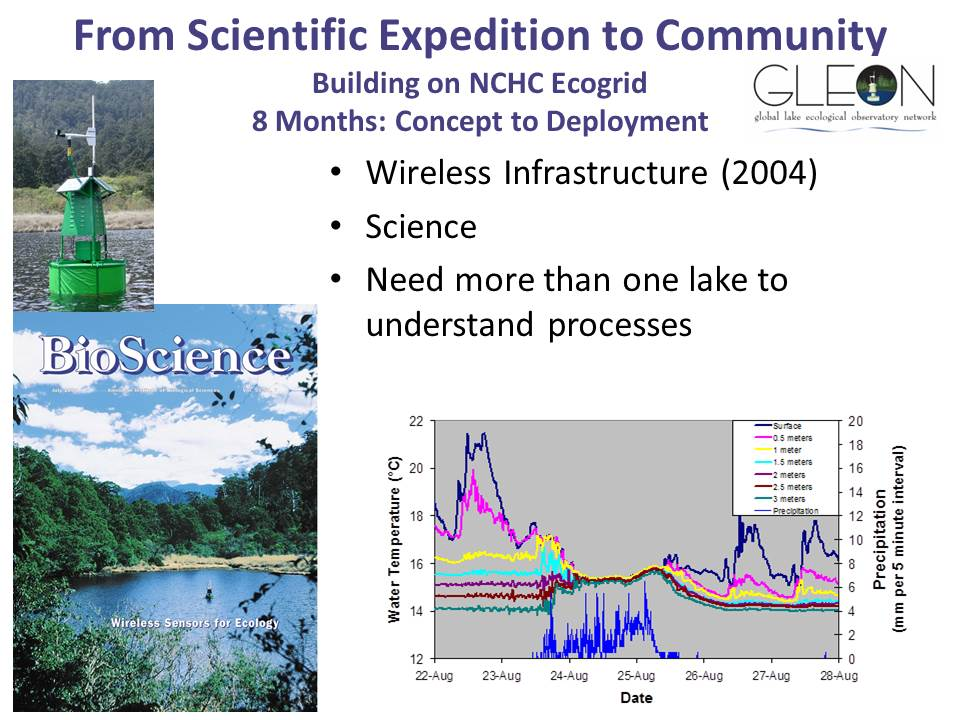 From Scientific Expedition to Community
Building on NCHC Ecogrid
8 Months: Concept to Deployment
GLEON
global lake ecological observatory network
• Wireless Infrastructure (2004)
• Science
• Need more than one lake to
understand processes
BioScience
Wireless Sensors for Ecology
22
20
18
16
14
12
Water Temperature (°C)
Surface
0.5 meters
1 meter
1.5 meters
2 meters
2.5 meters
3 meters
Precipitation
20
18
16
14
12
10
8
6
4
2
0
Precipitation
(mm per 5 minute interval)
22-Aug 23-Aug 24-Aug 25-Aug 26-Aug 27-Aug 28-Aug
Date